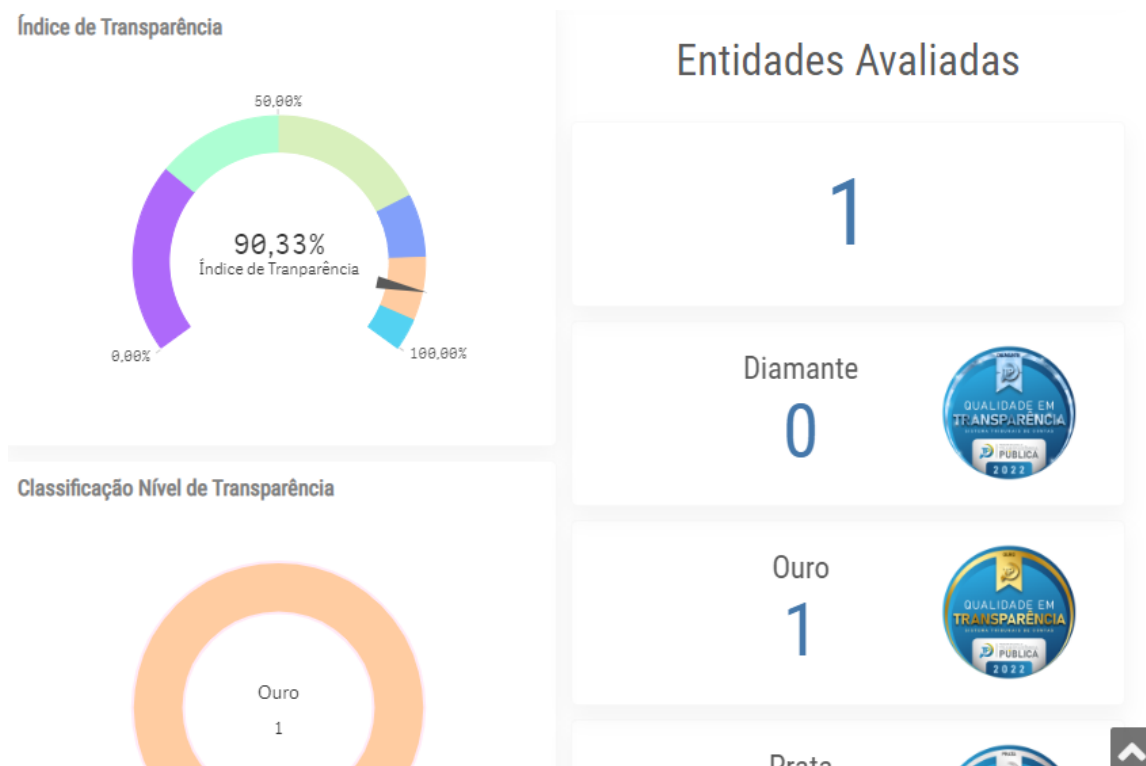 Índice de Transparência
50,00%
90,33%
Índice de Tranparência
0,00%
100,00%
Classificação Nível de Transparência
Ouro
1
Entidades Avaliadas
1
Diamante
0
QUALIDADE EM
TRANSPARÊNCIA
PÚBLICA
2022
Ouro
1
QUALIDADE EM
TRANSPARÊNCIA
PÚBLICA
2022
Prata